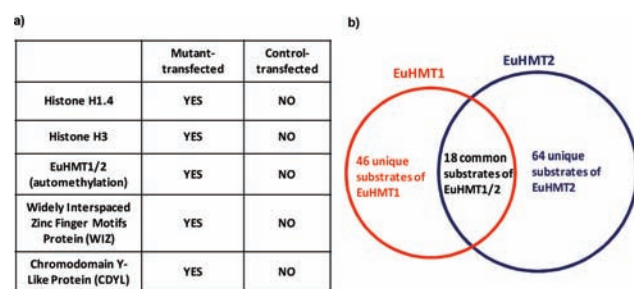 a)
Mutant-
transfected
Control-
transfected
Histone H1.4
YES
NO
Histone H3
YES
NO
EuHMT1/2
(automethylation)
YES
NO
Widely Interspaced
Zinc Finger Motifs
Protein (WIZ)
YES
NO
Chromodomain Y-
Like Protein (CDYL)
YES
NO
b)
EuHMT1
EuHMT2
46 unique
substrates of
EuHMT1
18 common
substrates of
EuHMT1/2
64 unique
substrates of
EuHMT2